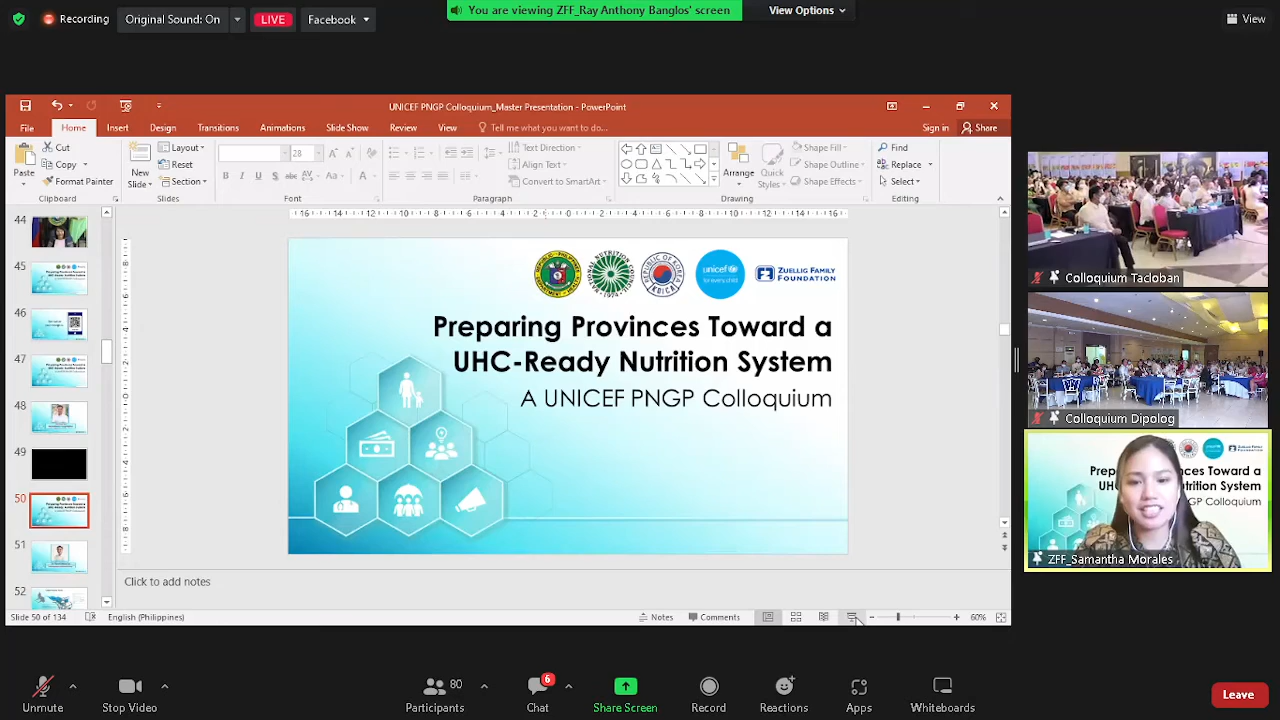 Recording
Original Sound: On
LIVE
Facebook
You are viewing ZFF_Ray Anthony Banglos' screen
View Options
View
UNICEF PNGP Colloquium_Master Presentation - PowerPoint
File
Home
Insert
Design
Transitions
Animations
Slide Show
Review
View
Tell me what you want to do...
Sign in
Share
Paste
Cut
Copy
Format Painter
Clipboard
New Slide
Layout
Reset
Section
Slides
28
Font
Text Direction
Align Text
Convert to SmartArt
Paragraph
Arrange
Quick Styles
Shape Fill
Shape Outline
Shape Effects
Drawing
Find
Replace
Select
Editing
44
45
46
47
48
49
50
51
52
unicef
for every child
ZUELLIG FAMILY
FOUNDATION
Preparing Provinces Toward a
UHC-Ready Nutrition System
A UNICEF PNGP Colloquium
Click to add notes
Slide 50 of 134
English (Philippines)
Notes
Comments
60%
Colloquium Tacloban
Colloquium Dipolog
ZFF_Samantha Morales
Unmute
Stop Video
Participants
80
Chat
6
Share Screen
Record
Reactions
Apps
Whiteboards
Leave